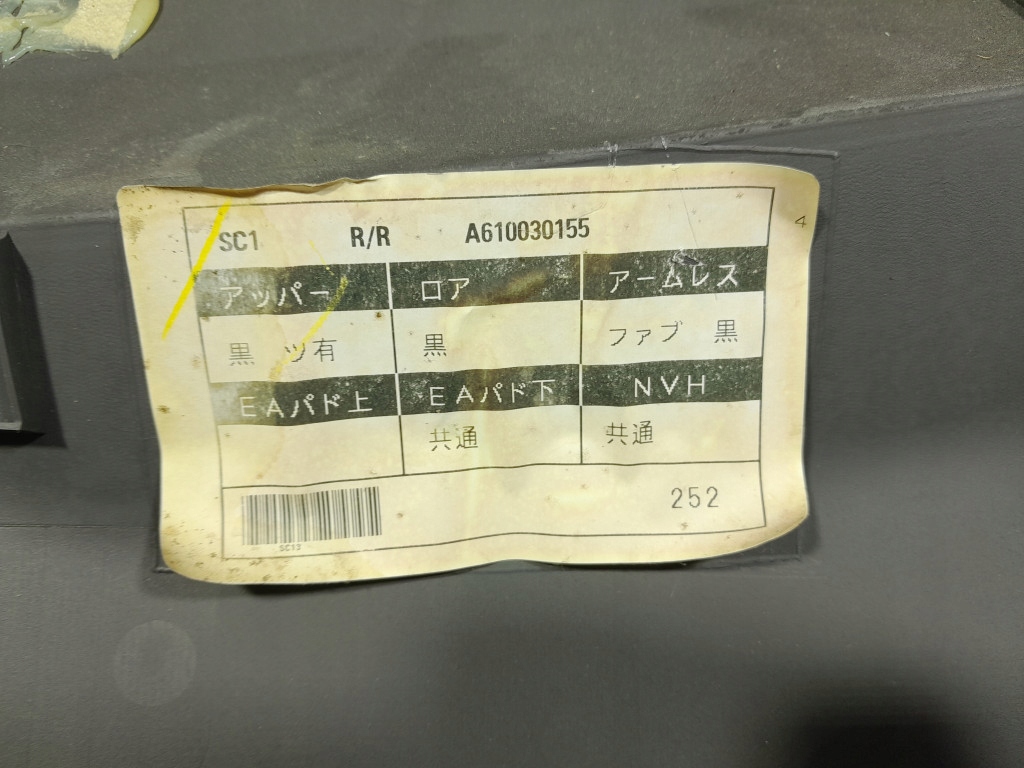 SC1 R/R A610030155
4
アッパー ロア アームレス
黒 ツ有 黒 ファブ 黒
EAパド上 EAパド下 NVH
共通 共通
252
SC13